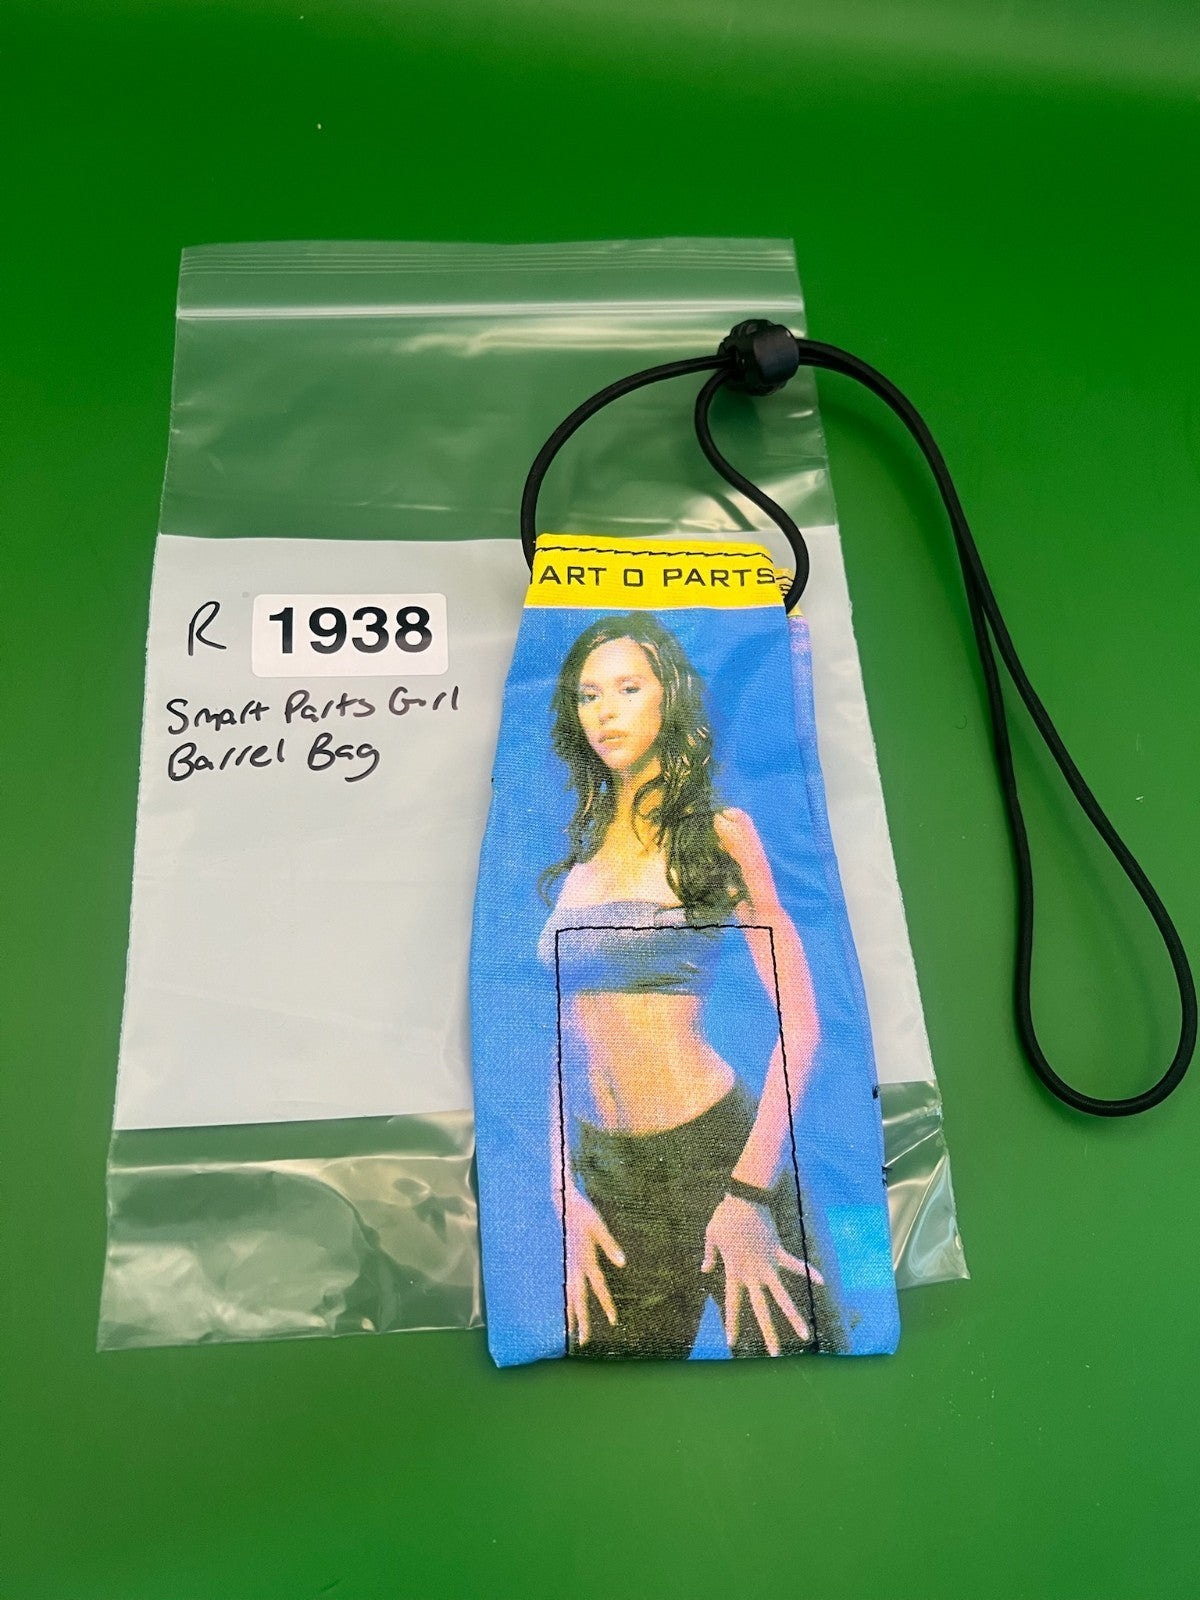 ART O PARTS
R 1938
Smart Parts Girl
Barrel Bag